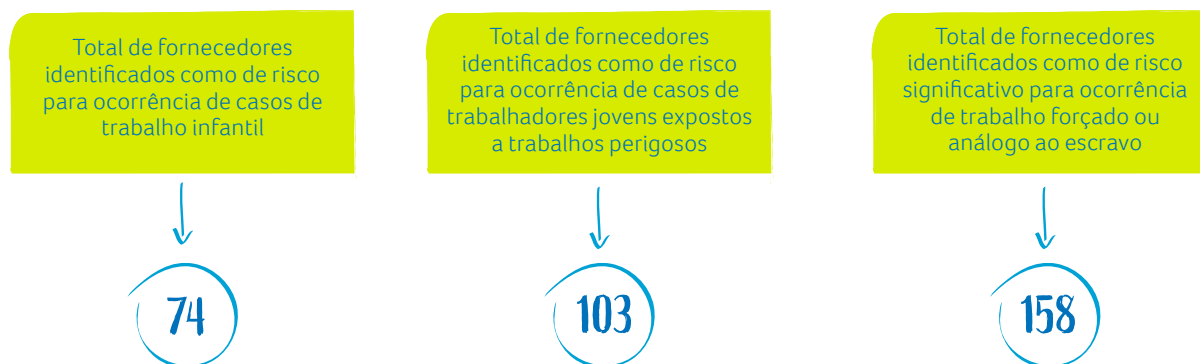 Total de fornecedores
identificados como de risco
para ocorrência de casos de
trabalho infantil
74
Total de fornecedores
identificados como de risco
para ocorrência de casos de
trabalhadores jovens expostos
a trabalhos perigosos
103
Total de fornecedores
identificados como de risco
significativo para ocorrência
de trabalho forçado ou
análogo ao escravo
158